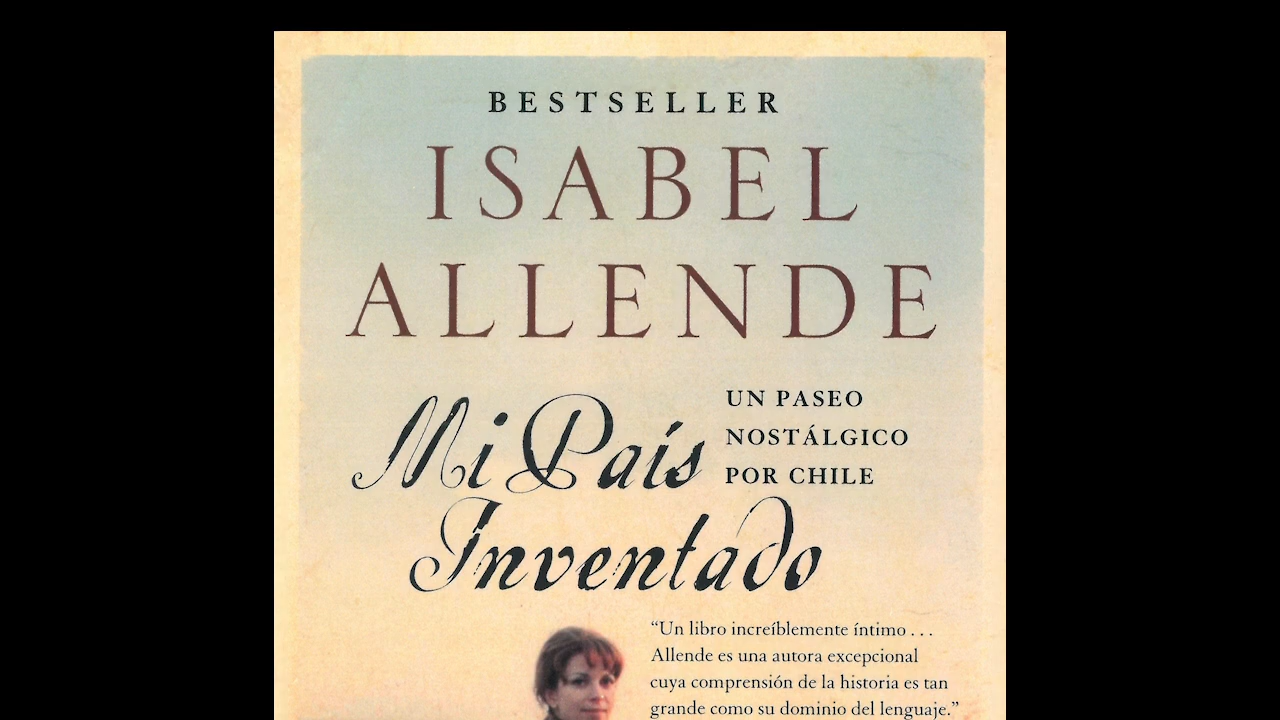 BESTSELLER
ISABEL
ALLENDE
Mi País
Inventado
UN PASEO
NOSTÁLGICO
POR CHILE
“Un libro increíblemente íntimo . . .
Allende es una autora excepcional
cuya comprensión de la historia es tan
grande como su dominio del lenguaje.”